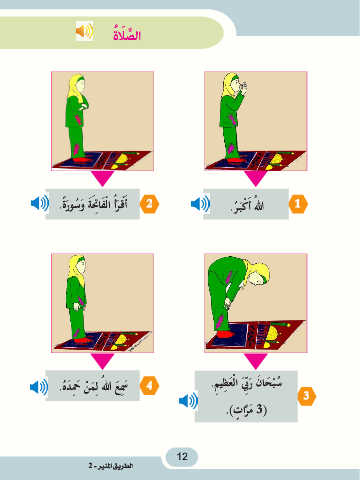 الصَّلَاةُ
1
اللهُ أَكْبَرُ.
2
أَقْرَأُ الْفَاتِحَةَ وَسُورَةً.
3
سُبْحَانَ رَبِّيَ الْعَظِيمِ.
(3 مَرَّاتٍ).
4
سَمِعَ اللهُ لِمَنْ حَمِدَهُ.
12
الطريق المنير - 2